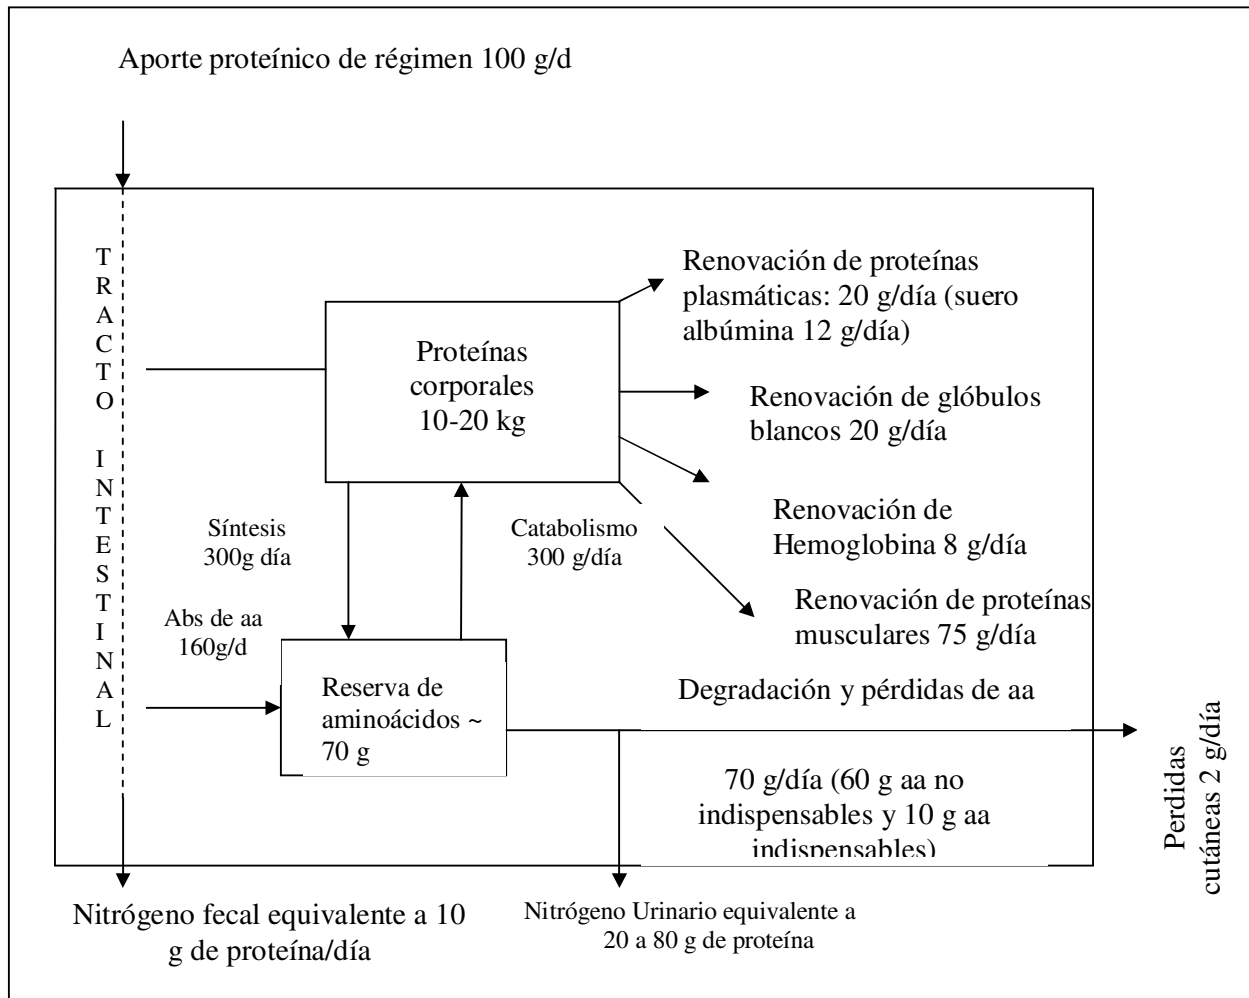 Aporte proteínico de régimen 100 g/d
TRACTO INTESTINAL
Proteínas
corporales
10-20 kg
Renovación de proteínas
plasmáticas: 20 g/día (suero
albúmina 12 g/día)
Renovación de glóbulos
blancos 20 g/día
Renovación de
Hemoglobina 8 g/día
Renovación de proteínas
musculares 75 g/día
Síntesis
300g día
Catabolismo
300 g/día
Abs de aa
160g/d
Reserva de
aminoácidos ~
70 g
Degradación y pérdidas de aa
70 g/día (60 g aa no
indispensables y 10 g aa
indispensables)
Perdidas
cutáneas 2 g/día
Nitrógeno fecal equivalente a 10
g de proteína/día
Nitrógeno Urinario equivalente a
20 a 80 g de proteína